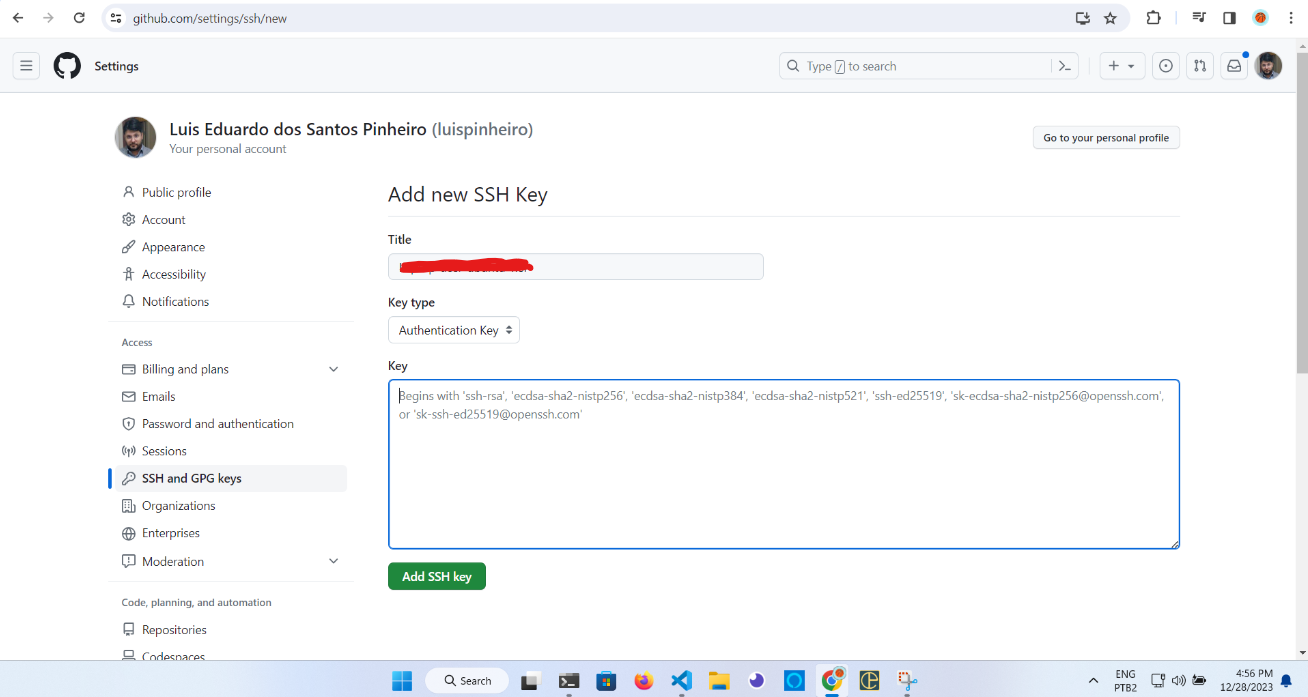 github.com/settings/ssh/new
Settings
Type / to search
Luis Eduardo dos Santos Pinheiro (luispinheiro)
Your personal account
Go to your personal profile
Public profile
Account
Appearance
Accessibility
Notifications
Access
Billing and plans
Emails
Password and authentication
Sessions
SSH and GPG keys
Organizations
Enterprises
Moderation
Code, planning, and automation
Repositories
Codespaces
Add new SSH Key
Title
Key type
Authentication Key
Key
Begins with 'ssh-rsa', 'ecdsa-sha2-nistp256', 'ecdsa-sha2-nistp384', 'ecdsa-sha2-nistp521', 'ssh-ed25519', 'sk-ecdsa-sha2-nistp256@openssh.com',
or 'sk-ssh-ed25519@openssh.com'
Add SSH key
Search
ENG
PTB2
4:56 PM
12/28/2023